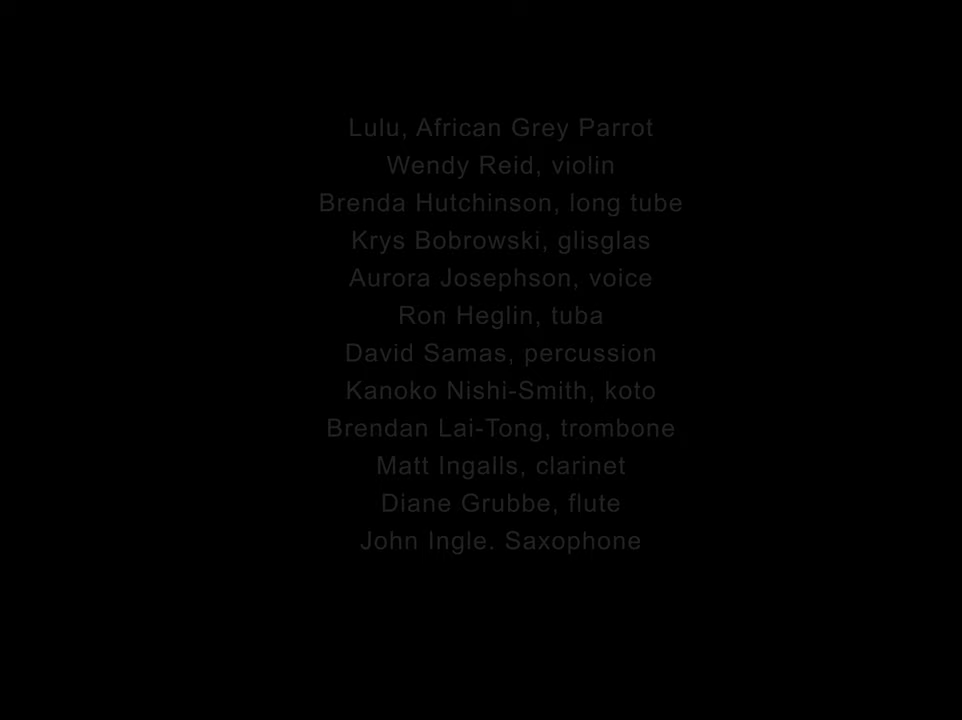 Lulu, African Grey Parrot
Wendy Reid, violin
Brenda Hutchinson, long tube
Krys Bobrowski, glisglas
Aurora Josephson, voice
Ron Heglin, tuba
David Samas, percussion
Kanoko Nishi-Smith, koto
Brendan Lai-Tong, trombone
Matt Ingalls, clarinet
Diane Grubbe, flute
John Ingle. Saxophone